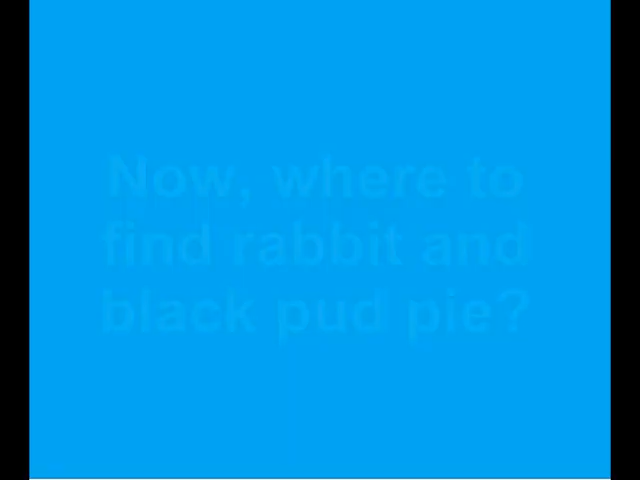 Now, where to
find rabbit and
black pud pie?